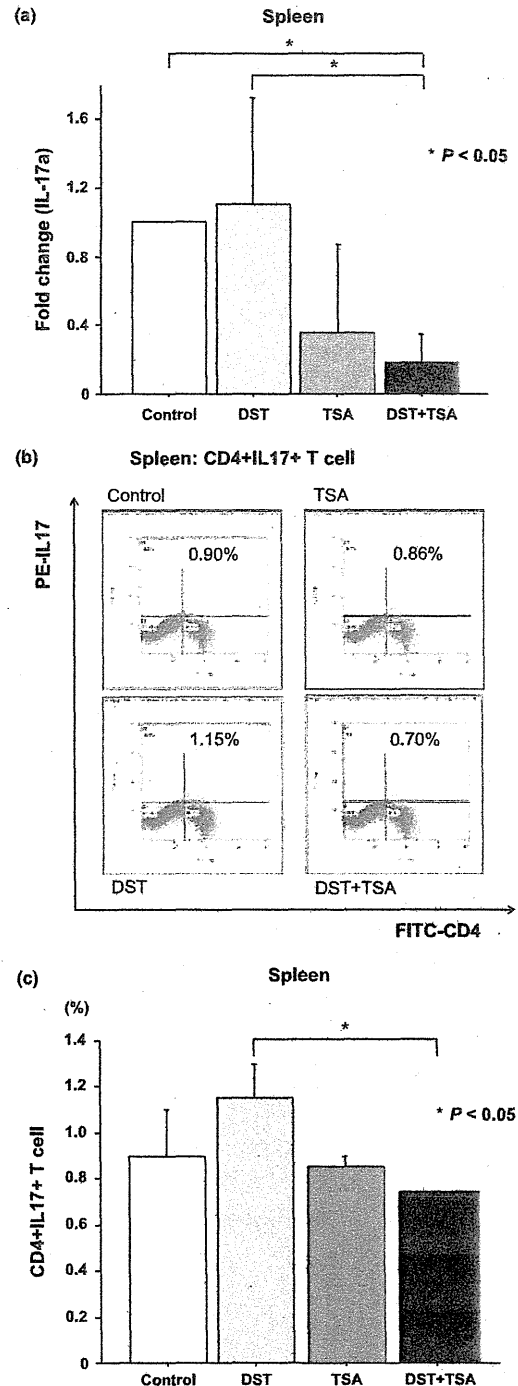 (a)
Spleen
*
*
* P < 0.05
Fold change (IL-17a)
1.6
1.2
0.8
0.4
0
Control DST TSA DST+TSA
(b)
Spleen: CD4+IL17+ T cell
Control TSA
PE-IL17
0.90% 0.86%
1.15% 0.70%
DST DST+TSA
FITC-CD4
(c)
Spleen
(%)
*
* P < 0.05
CD4+IL17+ T cell
1.4
1.2
1.0
0.8
0.6
0.4
0.2
0
Control DST TSA DST+TSA